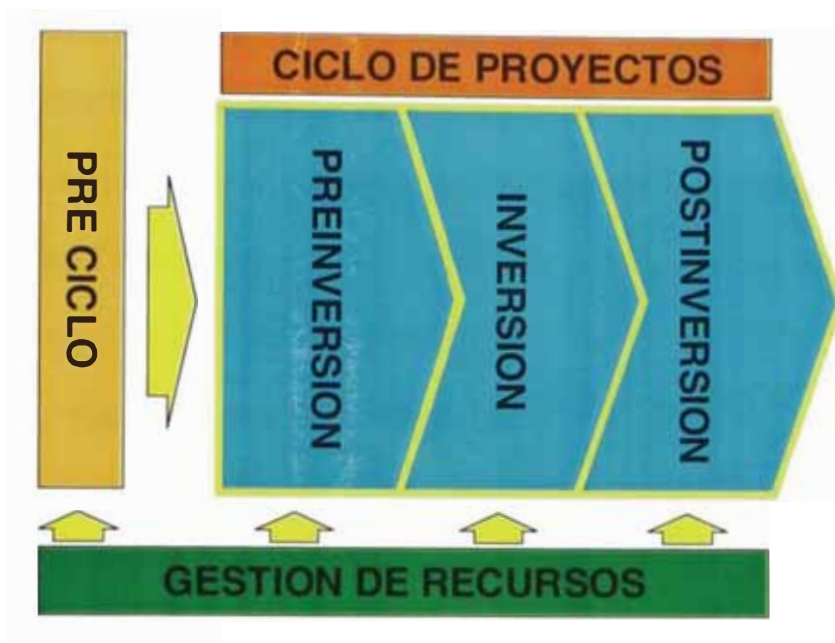 CICLO DE PROYECTOS
PRE CICLO
PREINVERSION
INVERSION
POSTINVERSION
GESTION DE RECURSOS